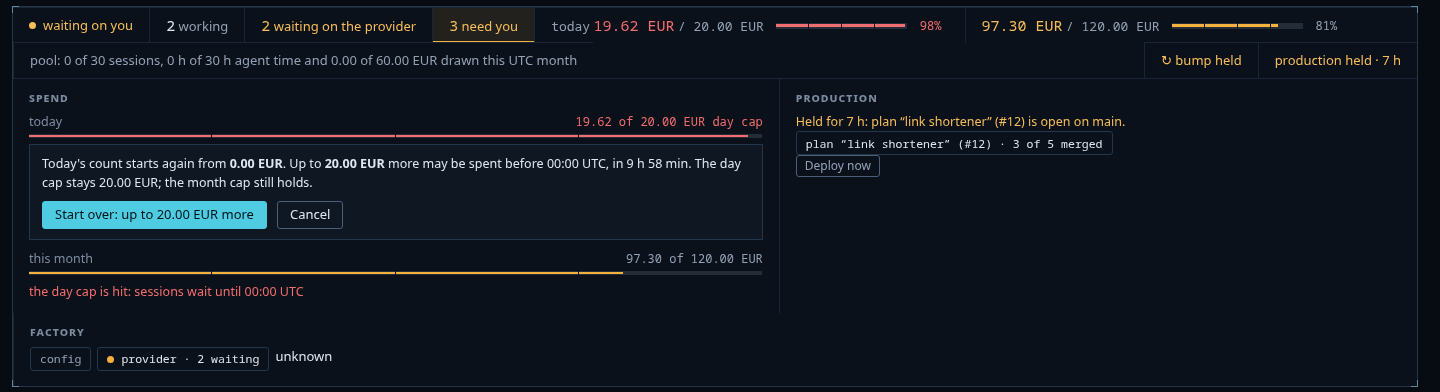 waiting on you 2 working 2 waiting on the provider 3 need you today 19.62 EUR / 20.00 EUR 98% 97.30 EUR / 120.00 EUR 81%
pool: 0 of 30 sessions, 0 h of 30 h agent time and 0.00 of 60.00 EUR drawn this UTC month ↻ bump held production held · 7 h
SPEND
today 19.62 of 20.00 EUR day cap
Today's count starts again from 0.00 EUR. Up to 20.00 EUR more may be spent before 00:00 UTC, in 9 h 58 min. The day
cap stays 20.00 EUR; the month cap still holds.
Start over: up to 20.00 EUR more Cancel
this month 97.30 of 120.00 EUR
the day cap is hit: sessions wait until 00:00 UTC
PRODUCTION
Held for 7 h: plan “link shortener” (#12) is open on main.
plan “link shortener” (#12) · 3 of 5 merged
Deploy now
FACTORY
config provider · 2 waiting unknown